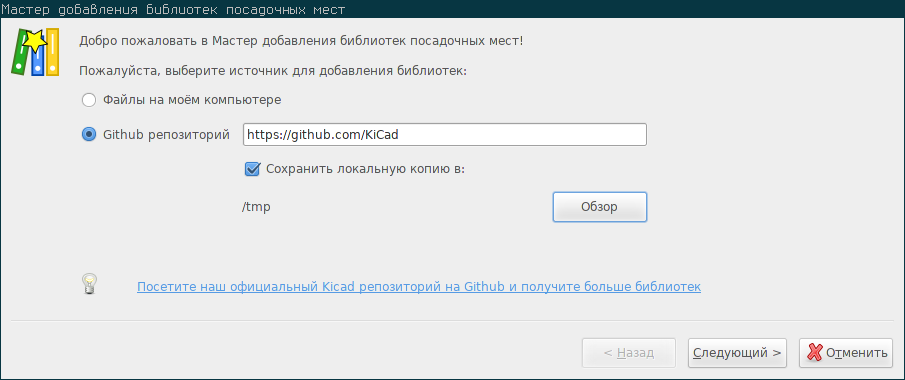 Мастер добавления библиотек посадочных мест
Добро пожаловать в Мастер добавления библиотек посадочных мест!
Пожалуйста, выберите источник для добавления библиотек:
Файлы на моём компьютере
Github репозиторий https://github.com/KiCad
Сохранить локальную копию в:
/tmp Обзор
Посетите наш официальный Kicad репозиторий на Github и получите больше библиотек
< Назад Следующий > Отменить